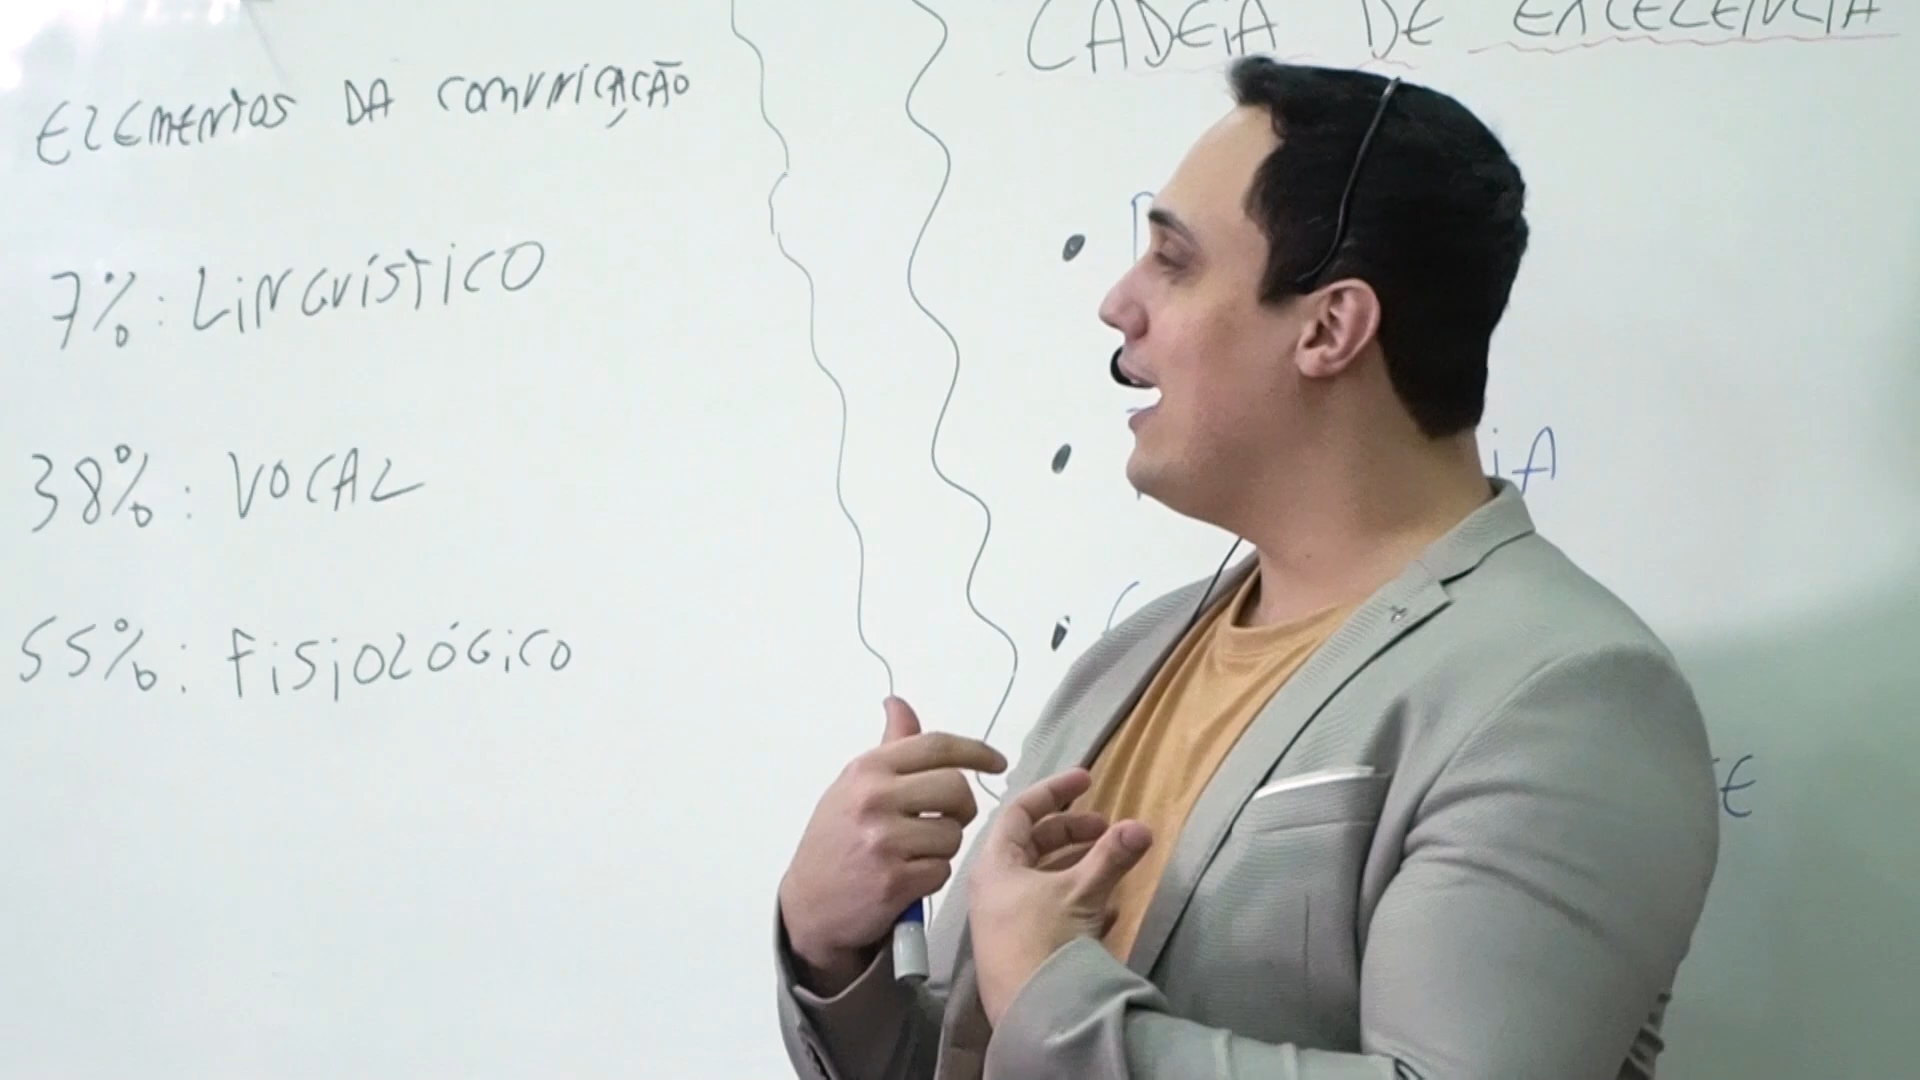 ELEMENTOS DA COMUNICAÇÃO
7%: LINGUÍSTICO
38%: VOCAL
55%: FISIOLÓGICO
CADEIA DE EXCELÊNCIA